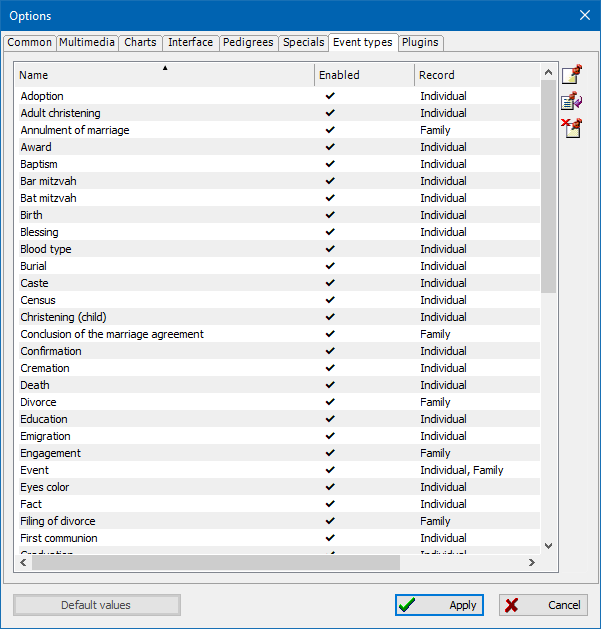 Options
Common Multimedia Charts Interface Pedigrees Specials Event types Plugins
Name Enabled Record
Adoption Individual
Adult christening Individual
Annulment of marriage Family
Award Individual
Baptism Individual
Bar mitzvah Individual
Bat mitzvah Individual
Birth Individual
Blessing Individual
Blood type Individual
Burial Individual
Caste Individual
Census Individual
Christening (child) Individual
Conclusion of the marriage agreement Family
Confirmation Individual
Cremation Individual
Death Individual
Divorce Family
Education Individual
Emigration Individual
Engagement Family
Event Individual, Family
Eyes color Individual
Fact Individual
Filing of divorce Family
First communion Individual
Graduation Individual
Default values Apply Cancel